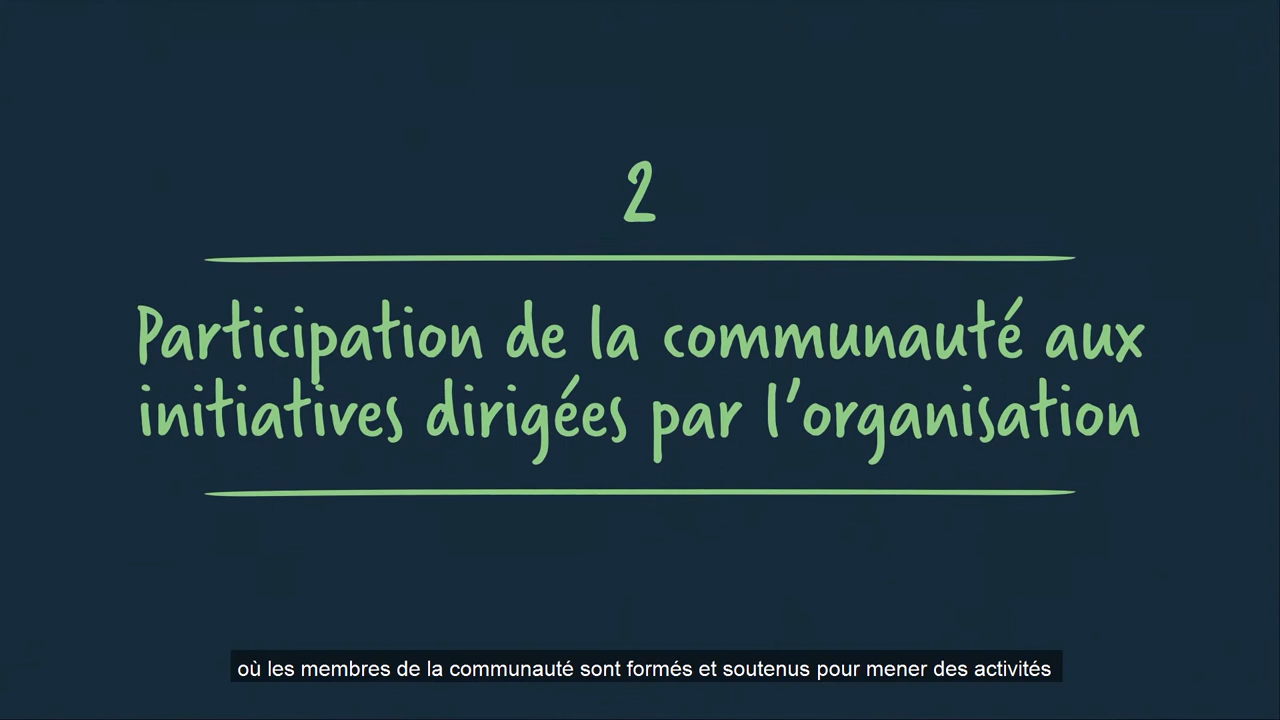 2
Participation de la communauté aux
initiatives dirigées par l'organisation
où les membres de la communauté sont formés et soutenus pour mener des activités